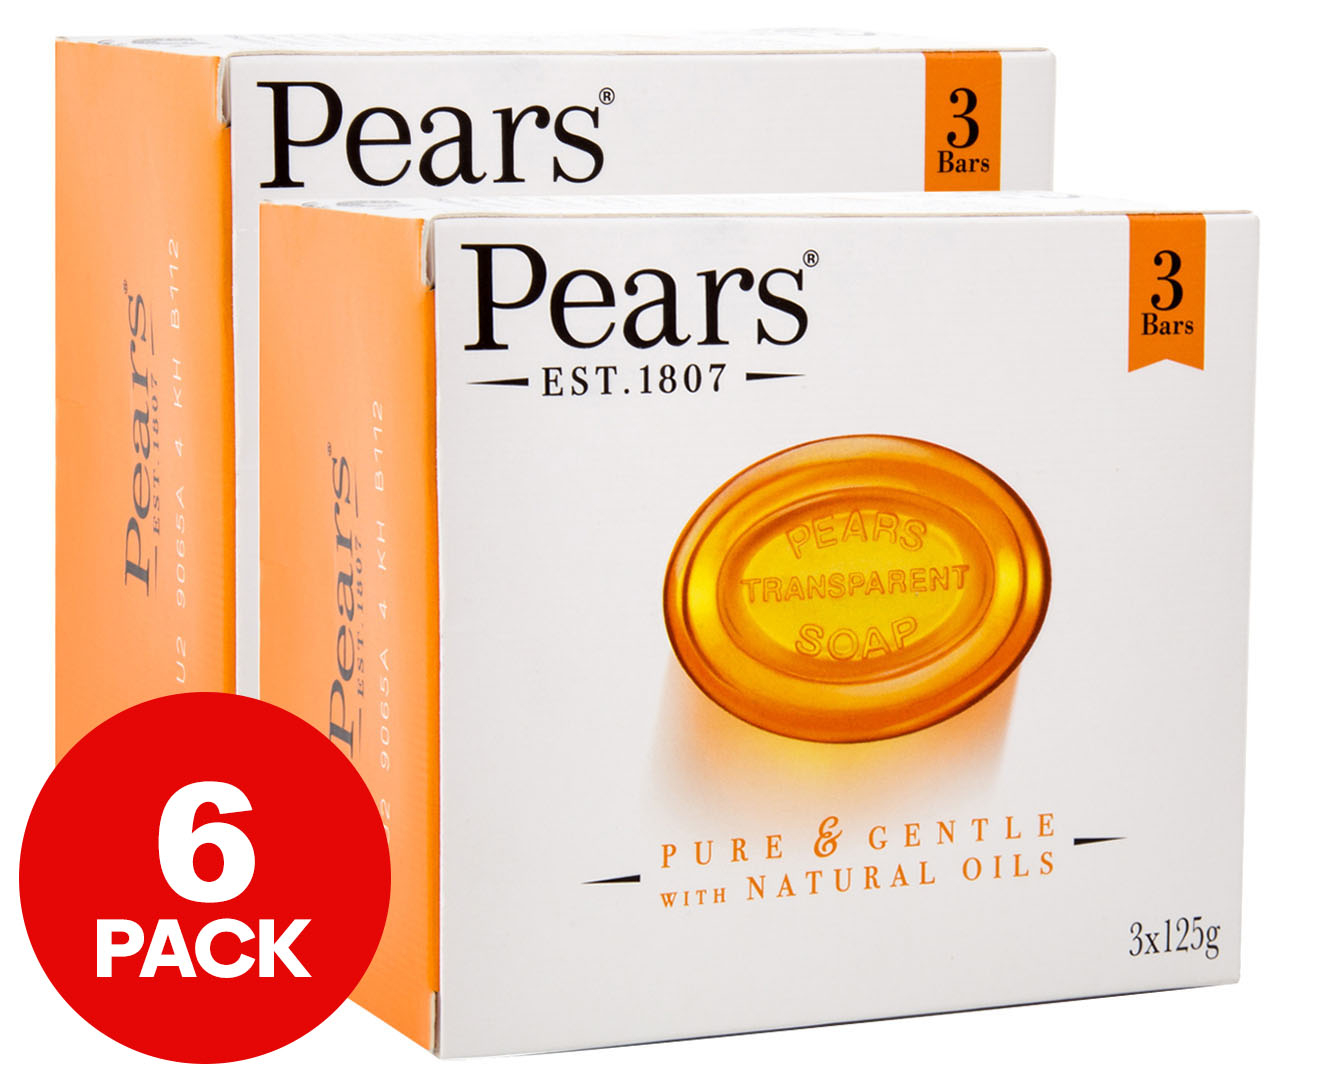 Pears®
3
Bars
Pears®
EST.1807
U2 9065A 4 KH B112
Pears®
EST.1807
3
Bars
PEARS
TRANSPARENT
SOAP
PURE & GENTLE
WITH NATURAL OILS
3x125g
Pears®
EST.1807
9065A 4 KH B112
6
PACK